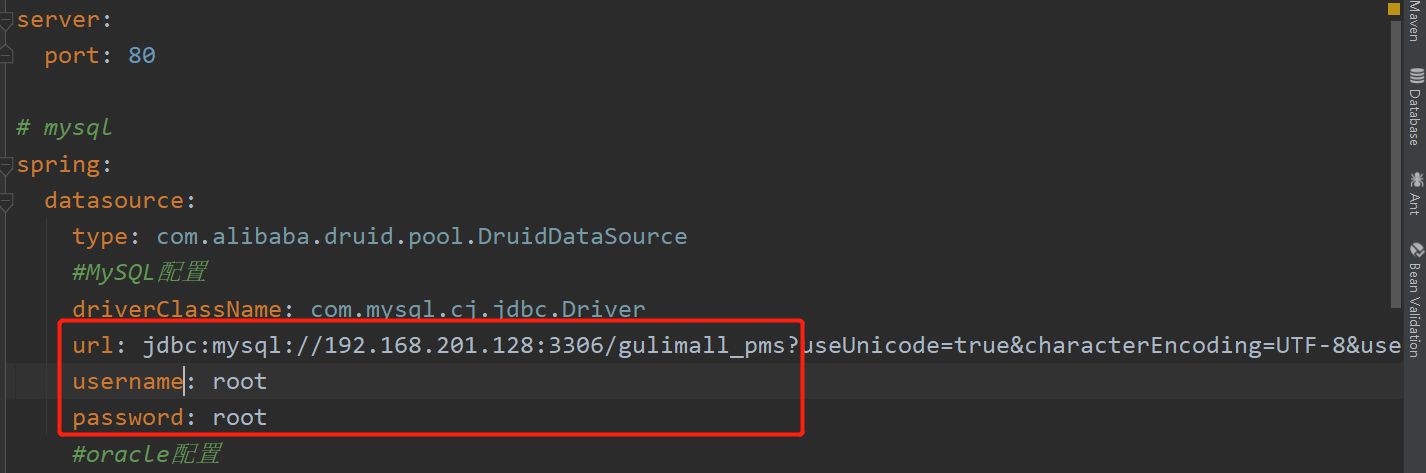 server:
port: 80
# mysql
spring:
datasource:
type: com.alibaba.druid.pool.DruidDataSource
#MySQL配置
driverClassName: com.mysql.cj.jdbc.Driver
url: jdbc:mysql://192.168.201.128:3306/gulimall_pms?useUnicode=true&characterEncoding=UTF-8&use
username: root
password: root
#oracle配置
Maven
Database
Ant
Bean Validation